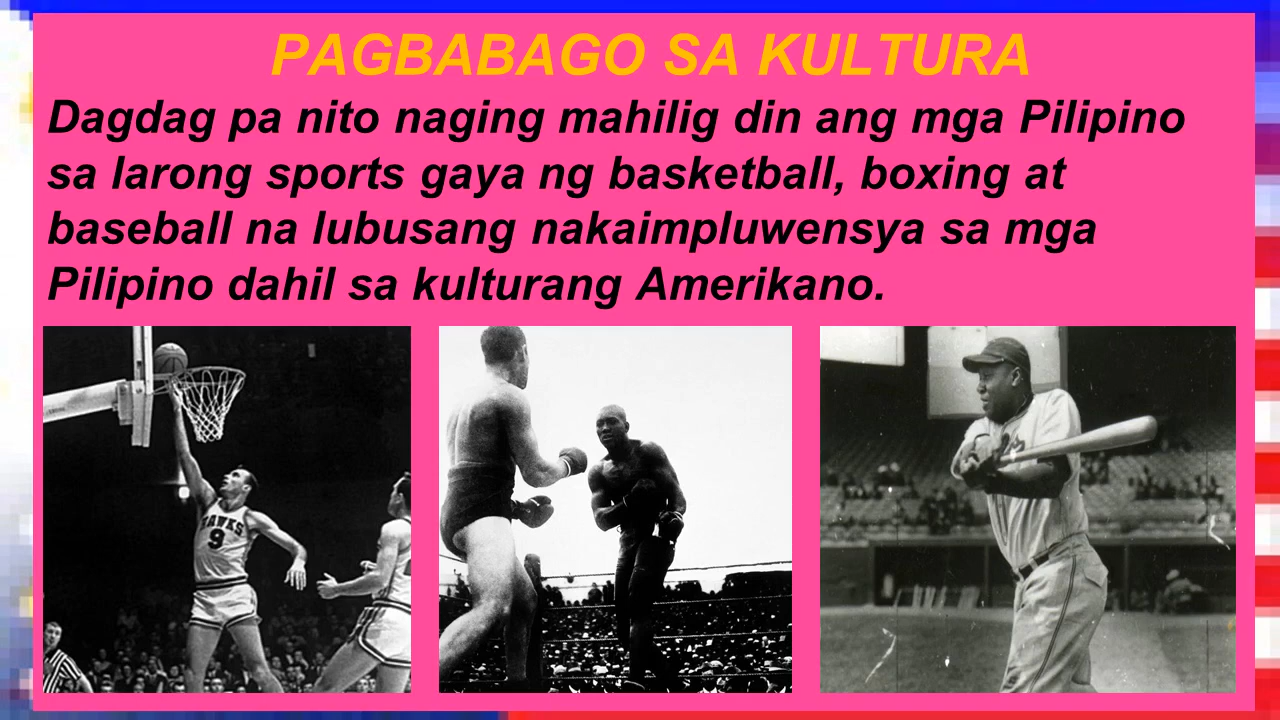 PAGBABAGO SA KULTURA
Dagdag pa nito naging mahilig din ang mga Pilipino
sa larong sports gaya ng basketball, boxing at
baseball na lubusang nakaimpluwensya sa mga
Pilipino dahil sa kulturang Amerikano.
HAWKS
9